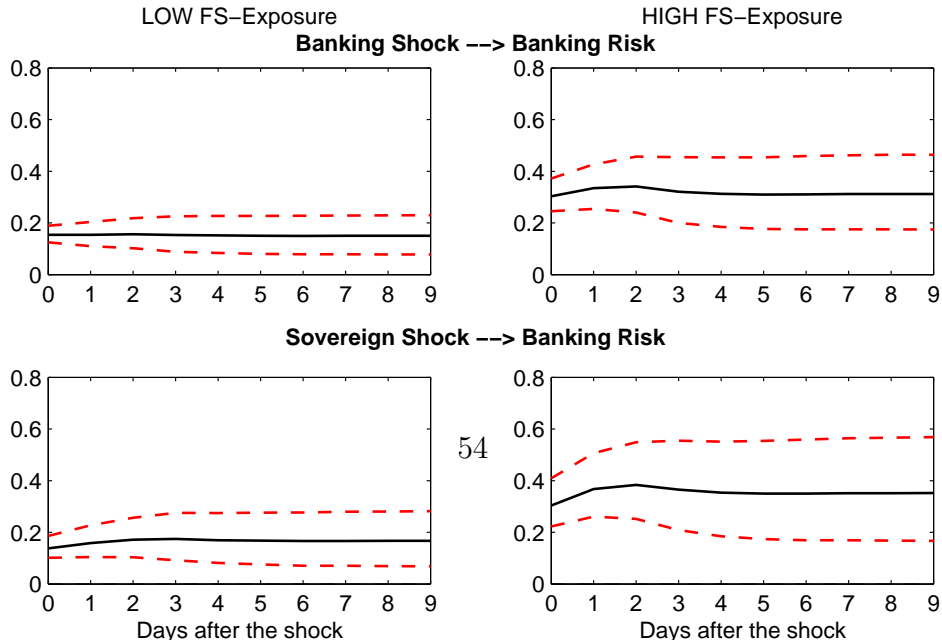 LOW FS−Exposure HIGH FS−Exposure
Banking Shock −−> Banking Risk
0.8 0.8
0.6 0.6
0.4 0.4
0.2 0.2
0 0
0 1 2 3 4 5 6 7 8 9 0 1 2 3 4 5 6 7 8 9
Sovereign Shock −−> Banking Risk
0.8 0.8
0.6 0.6
54
0.4 0.4
0.2 0.2
0 0
0 1 2 3 4 5 6 7 8 9 0 1 2 3 4 5 6 7 8 9
Days after the shock Days after the shock